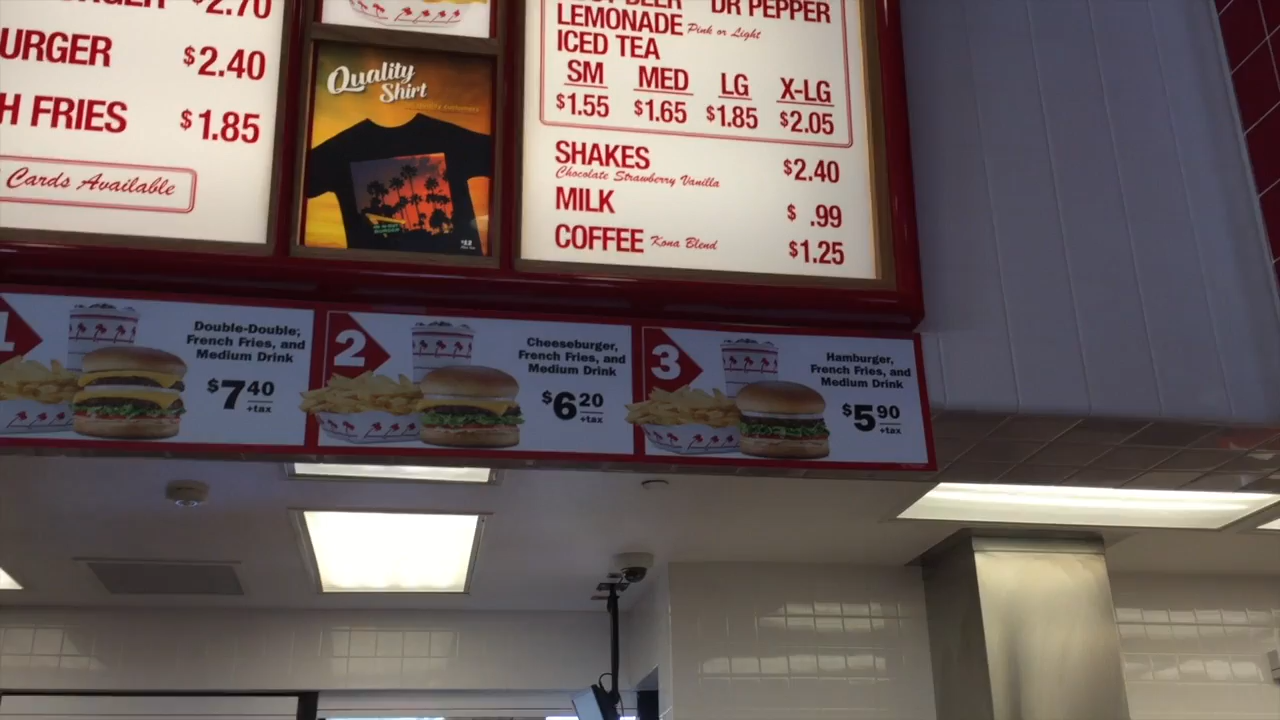 $2.70
URGER $2.40
H FRIES $1.85
Cards Available
Quality
Shirt
DR PEPPER
LEMONADE Pink or Light
ICED TEA
SM MED LG X-LG
$1.55 $1.65 $1.85 $2.05
SHAKES $2.40
Chocolate Strawberry Vanilla
MILK $ .99
COFFEE Kona Blend $1.25
1
Double-Double,
French Fries, and
Medium Drink
$7 40
+tax
2
Cheeseburger,
French Fries, and
Medium Drink
$6 20
+tax
3
Hamburger,
French Fries, and
Medium Drink
$5 90
+tax